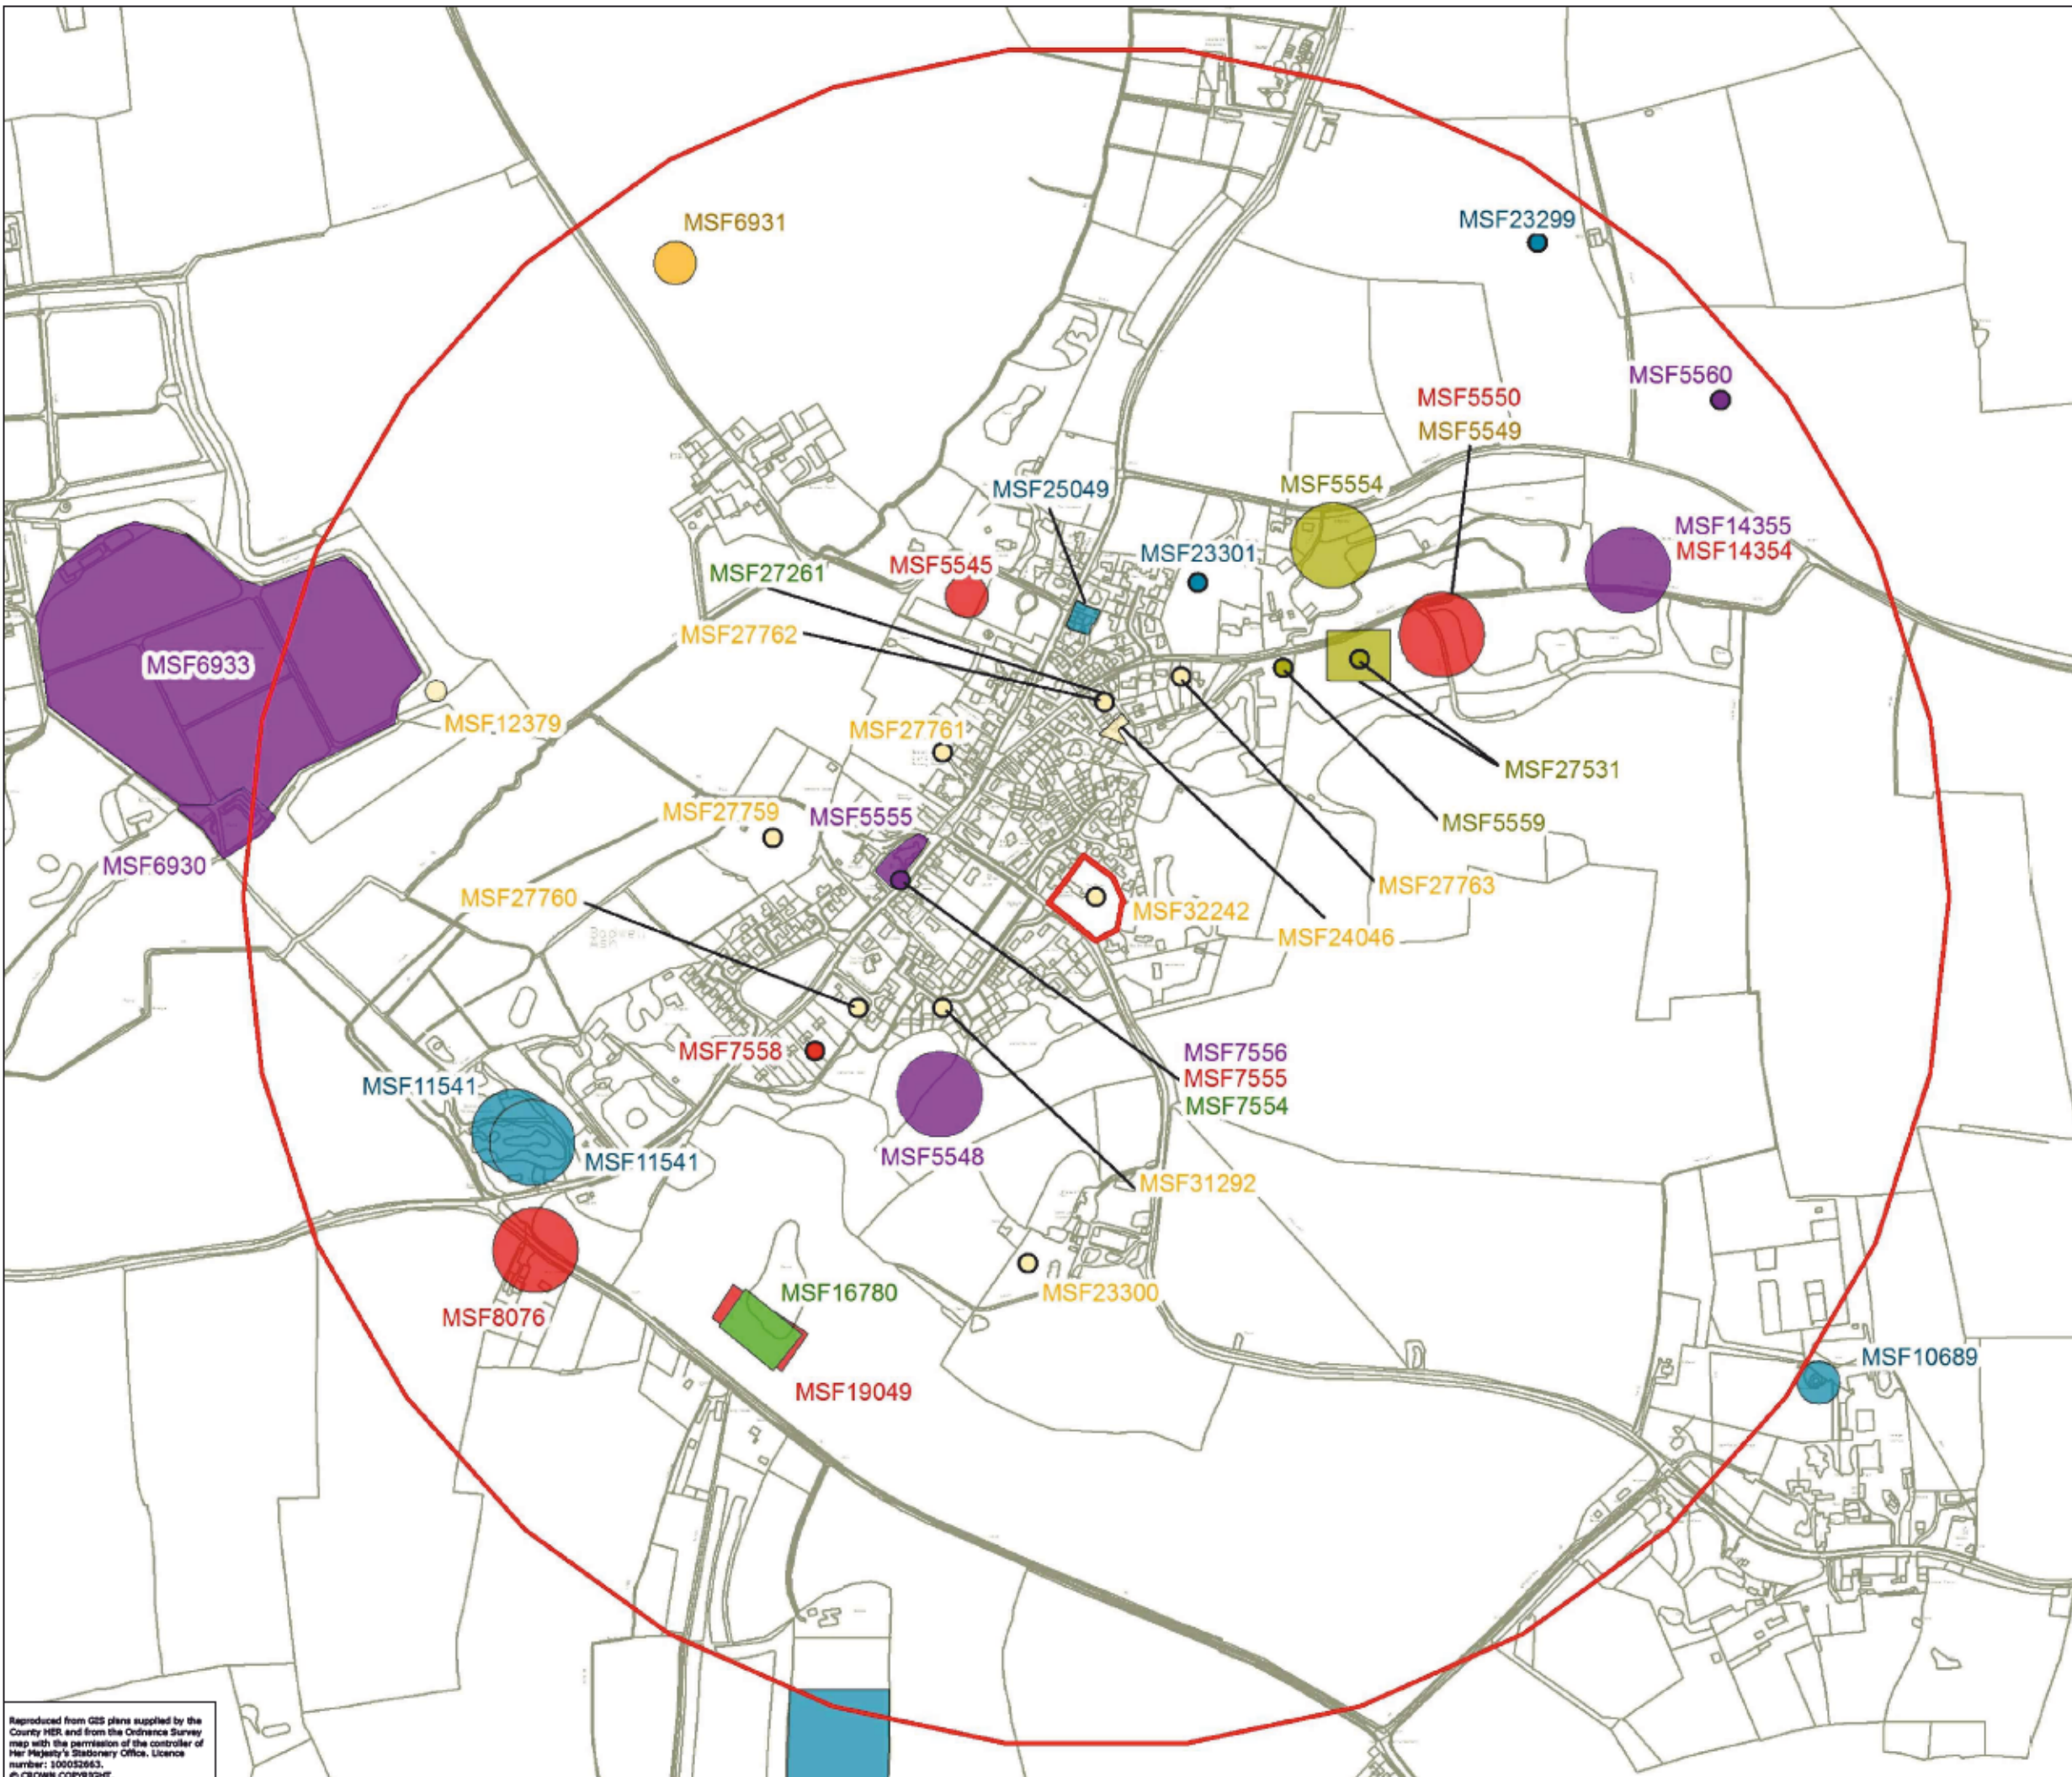 MSF6931
MSF23299
MSF5560
MSF5550
MSF5549
MSF25049
MSF5554
MSF14355
MSF14354
MSF23301
MSF5545
MSF27261
MSF27762
MSF6933
MSF12379
MSF27761
MSF27531
MSF27759
MSF5555
MSF5559
MSF6930
MSF27760
MSF27763
MSF32242
MSF24046
MSF7558
MSF7556
MSF7555
MSF7554
MSF11541
MSF11541
MSF5548
MSF31292
MSF8076
MSF16780
MSF23300
MSF19049
MSF10689
Reproduced from GIS plans supplied by the
County HER and from the Ordnance Survey
map with the permission of the controller of
Her Majesty's Stationery Office. Licence
number: 100052663.
© CROWN COPYRIGHT